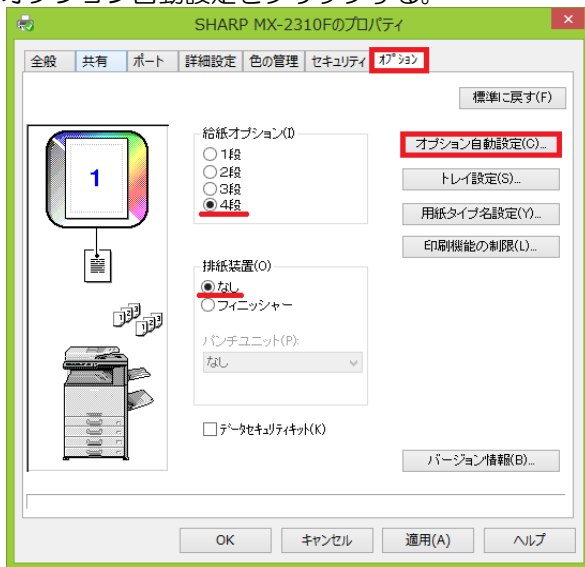 オプション自動設定をクリックする。
SHARP MX-2310Fのプロパティ
全般 共有 ポート 詳細設定 色の管理 セキュリティ オプション
標準に戻す(F)
給紙オプション(I)
オプション自動設定(C)...
1段
2段
トレイ設定(S)...
3段
4段
用紙タイプ名設定(Y)...
印刷機能の制限(L)...
1
排紙装置(O)
なし
フィニッシャー
パンチユニット(P):
なし
1 2 3
1 2 3
データセキュリティキット(K)
バージョン情報(B)...
OK キャンセル 適用(A) ヘルプ